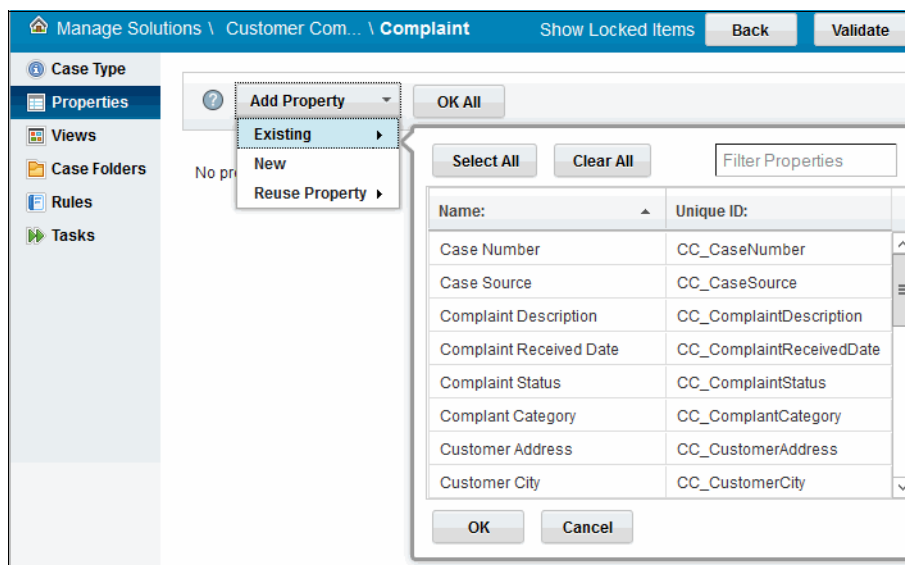 Manage Solutions \ Customer Com... \ Complaint
Show Locked Items
Back
Validate
Case Type
Properties
Views
Case Folders
Rules
Tasks
Add Property
OK All
Existing
New
Reuse Property
No pr
Select All
Clear All
Filter Properties
Name: Unique ID:
Case Number CC_CaseNumber
Case Source CC_CaseSource
Complaint Description CC_ComplaintDescription
Complaint Received Date CC_ComplaintReceivedDate
Complaint Status CC_ComplaintStatus
Complant Category CC_ComplantCategory
Customer Address CC_CustomerAddress
Customer City CC_CustomerCity
OK
Cancel